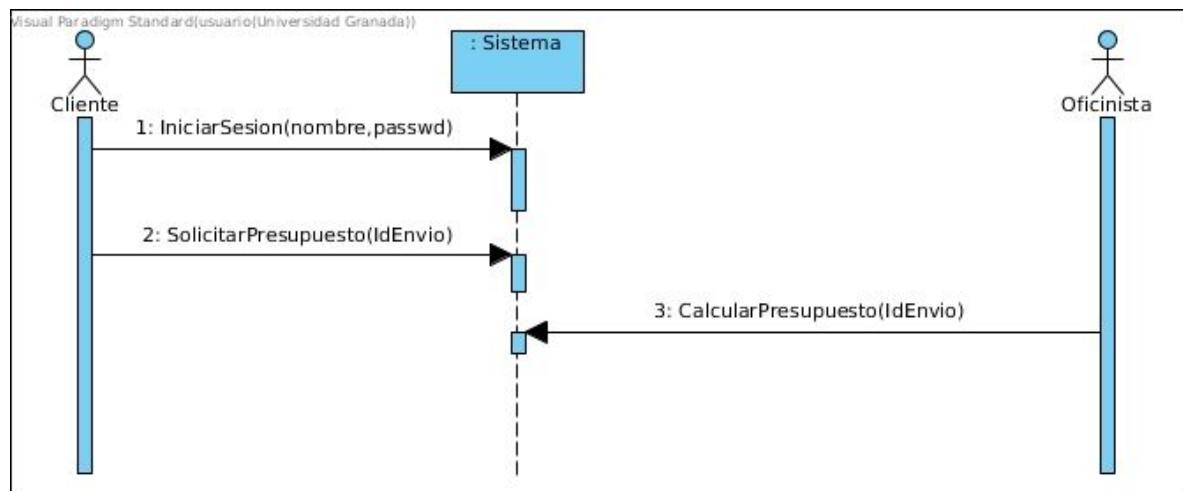 Visual Paradigm Standard(usuario(Universidad Granada))
: Sistema
Cliente
Oficinista
1: IniciarSesion(nombre,passwd)
2: SolicitarPresupuesto(IdEnvio)
3: CalcularPresupuesto(IdEnvio)